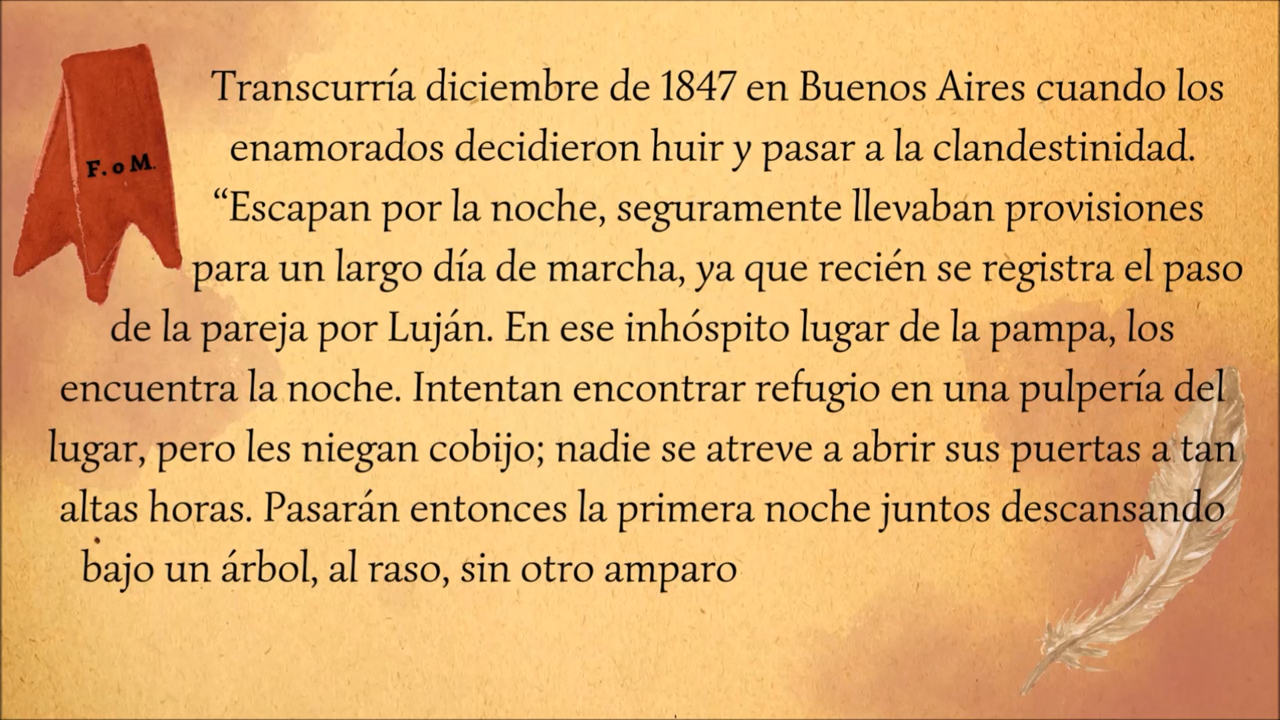 F. o M.
Transcurría diciembre de 1847 en Buenos Aires cuando los
enamorados decidieron huir y pasar a la clandestinidad.
“Escapan por la noche, seguramente llevaban provisiones
para un largo día de marcha, ya que recién se registra el paso
de la pareja por Luján. En ese inhóspito lugar de la pampa, los
encuentra la noche. Intentan encontrar refugio en una pulpería del
lugar, pero les niegan cobijo; nadie se atreve a abrir sus puertas a tan
altas horas. Pasarán entonces la primera noche juntos descansando
bajo un árbol, al raso, sin otro amparo